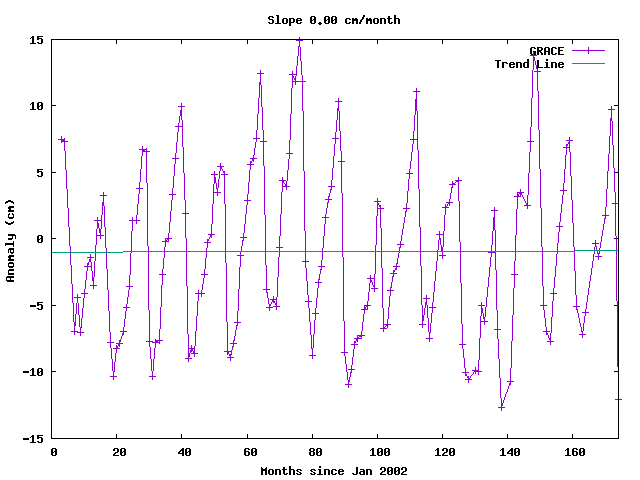 Slope 0.00 cm/month
15
10
5
0
-5
-10
-15
Anomaly (cm)
GRACE
Trend Line
0 20 40 60 80 100 120 140 160
Months since Jan 2002